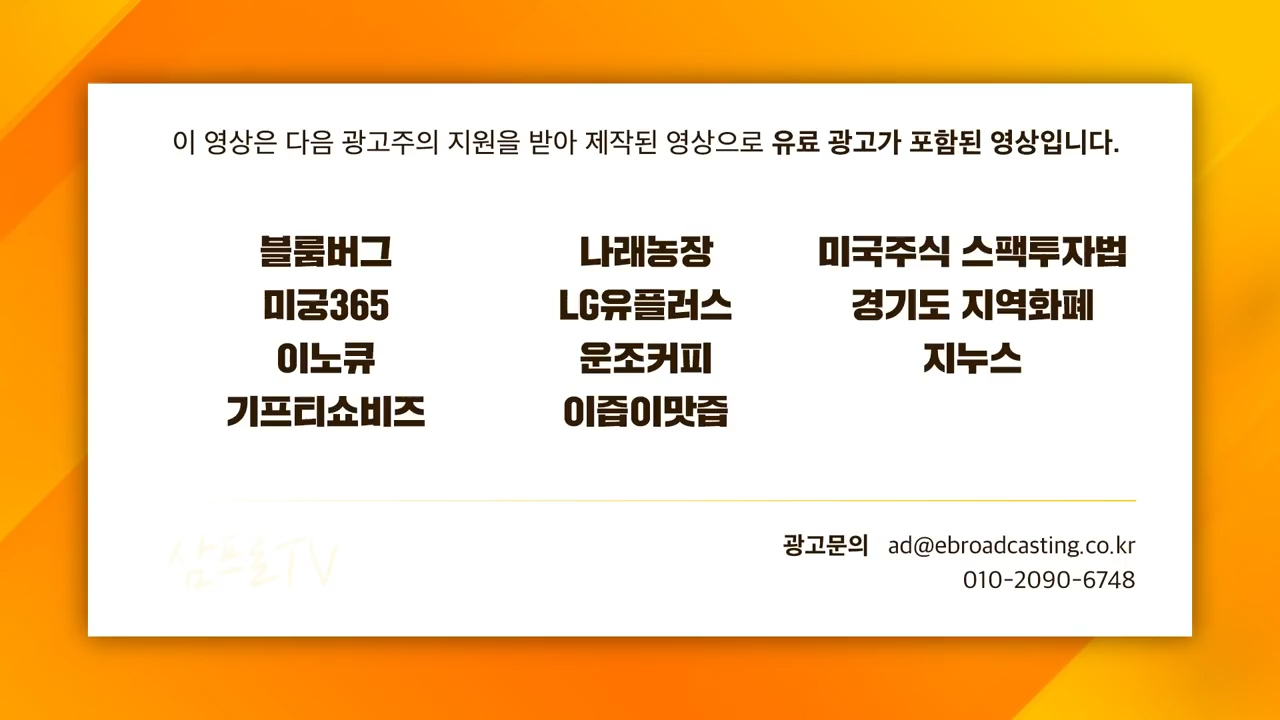 이 영상은 다음 광고주의 지원을 받아 제작된 영상으로 유료 광고가 포함된 영상입니다.
블룸버그 나래농장 미국주식 스팩투자법
미궁365 LG유플러스 경기도 지역화폐
이노큐 운조커피 지누스
기프티쇼비즈 이즙이맛즙
삼프로TV
광고문의 ad@ebroadcasting.co.kr
010-2090-6748